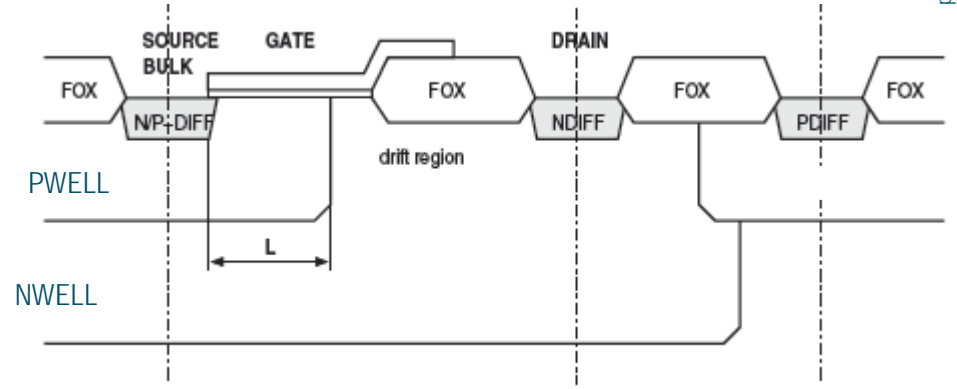 SOURCE GATE DRAIN
BULK
FOX FOX FOX FOX
N/P+DIFF NDIFF PDIFF
drift region
PWELL
L
NWELL